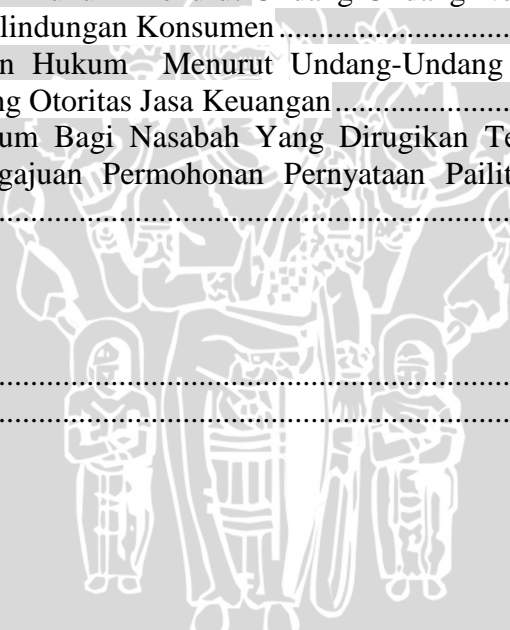 lindungan Konsumen....................................
n Hukum Menurut Undang-Undang
ng Otoritas Jasa Keuangan..........................
um Bagi Nasabah Yang Dirugikan Te
gajuan Permohonan Pernyataan Pailit
..................................................................
..................................................................
..................................................................